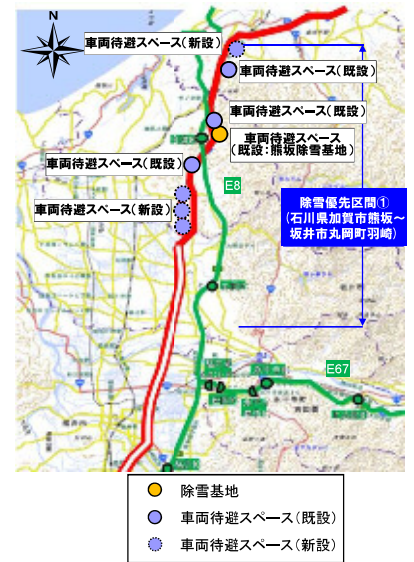 N
車両待避スペース(新設)
車両待避スペース(既設)
車両待避スペース(既設)
車両待避スペース
(既設:熊坂除雪基地)
車両待避スペース(既設)
E8
車両待避スペース(新設)
除雪優先区間①
(石川県加賀市熊坂～
坂井市丸岡町羽崎)
E67
除雪基地
車両待避スペース(既設)
車両待避スペース(新設)